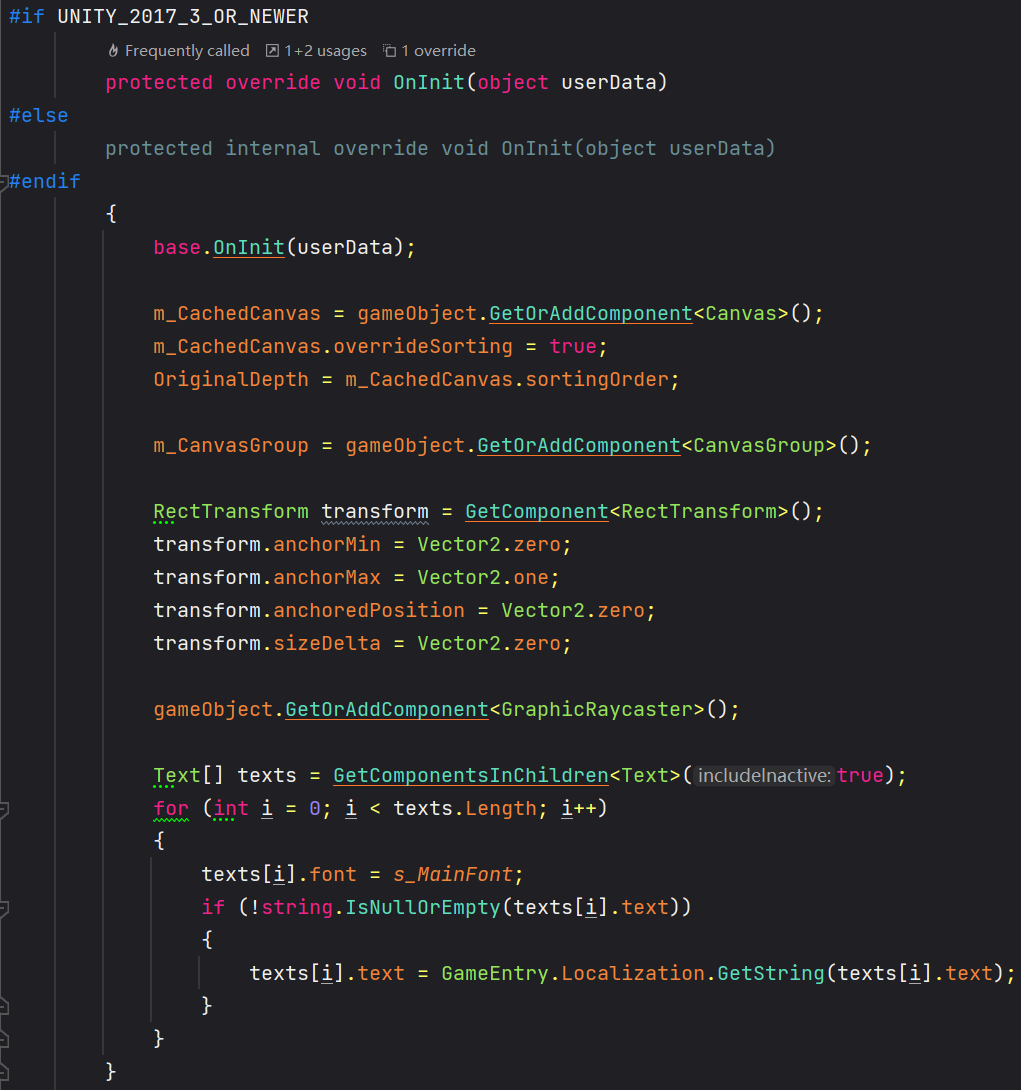 #if UNITY_2017_3_OR_NEWER
Frequently called 1+2 usages 1 override
protected override void OnInit(object userData)
#else
protected internal override void OnInit(object userData)
#endif
{
base.OnInit(userData);
m_CachedCanvas = gameObject.GetOrAddComponent<Canvas>();
m_CachedCanvas.overrideSorting = true;
OriginalDepth = m_CachedCanvas.sortingOrder;
m_CanvasGroup = gameObject.GetOrAddComponent<CanvasGroup>();
RectTransform transform = GetComponent<RectTransform>();
transform.anchorMin = Vector2.zero;
transform.anchorMax = Vector2.one;
transform.anchoredPosition = Vector2.zero;
transform.sizeDelta = Vector2.zero;
gameObject.GetOrAddComponent<GraphicRaycaster>();
Text[] texts = GetComponentsInChildren<Text>(includeInactive:true);
for (int i = 0; i < texts.Length; i++)
{
texts[i].font = s_MainFont;
if (!string.IsNullOrEmpty(texts[i].text))
{
texts[i].text = GameEntry.Localization.GetString(texts[i].text);
}
}
}